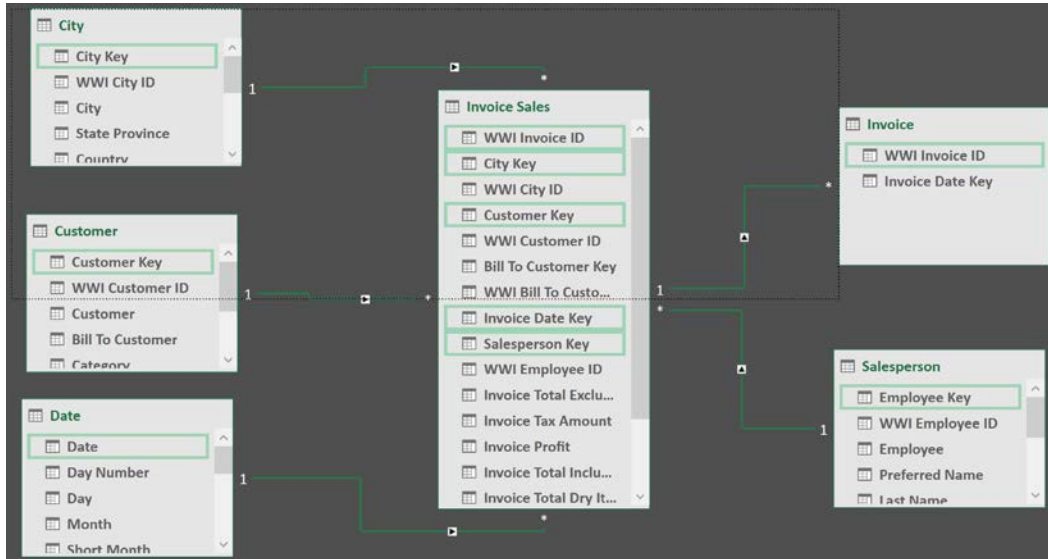 City
City Key
WWI City ID
City
State Province
Country
1
*
Customer
Customer Key
WWI Customer ID
Customer
Bill To Customer
Category
1
*
Date
Date
Day Number
Day
Month
Short Month
1
*
Invoice Sales
WWI Invoice ID
City Key
WWI City ID
Customer Key
WWI Customer ID
Bill To Customer Key
WWI Bill To Custo...
Invoice Date Key
Salesperson Key
WWI Employee ID
Invoice Total Exclu...
Invoice Tax Amount
Invoice Profit
Invoice Total Inclu...
Invoice Total Dry It...
1
*
Invoice
WWI Invoice ID
Invoice Date Key
*
Salesperson
Employee Key
WWI Employee ID
Employee
Preferred Name
Last Name
1